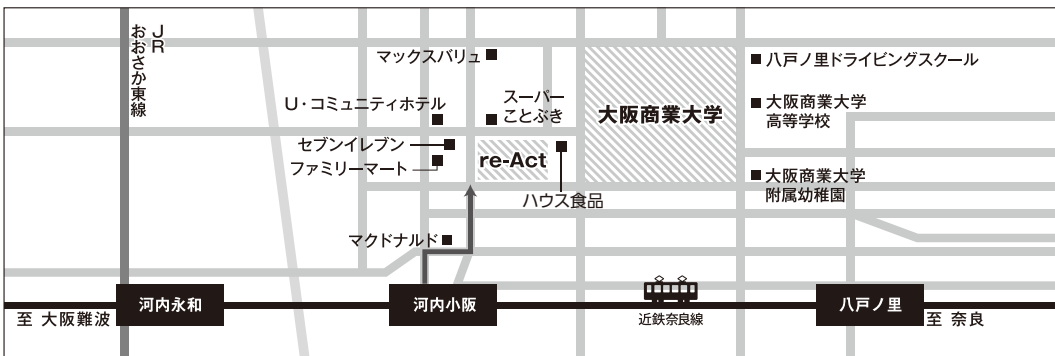 JR
おおさか東線
マックスバリュ
U・コミュニティホテル
スーパー
ことぶき
セブンイレブン
ファミリーマート
re-Act
ハウス食品
大阪商業大学
八戸ノ里ドライビングスクール
大阪商業大学
高等学校
大阪商業大学
附属幼稚園
マクドナルド
河内永和
河内小阪
八戸ノ里
至 大阪難波
近鉄奈良線
至 奈良